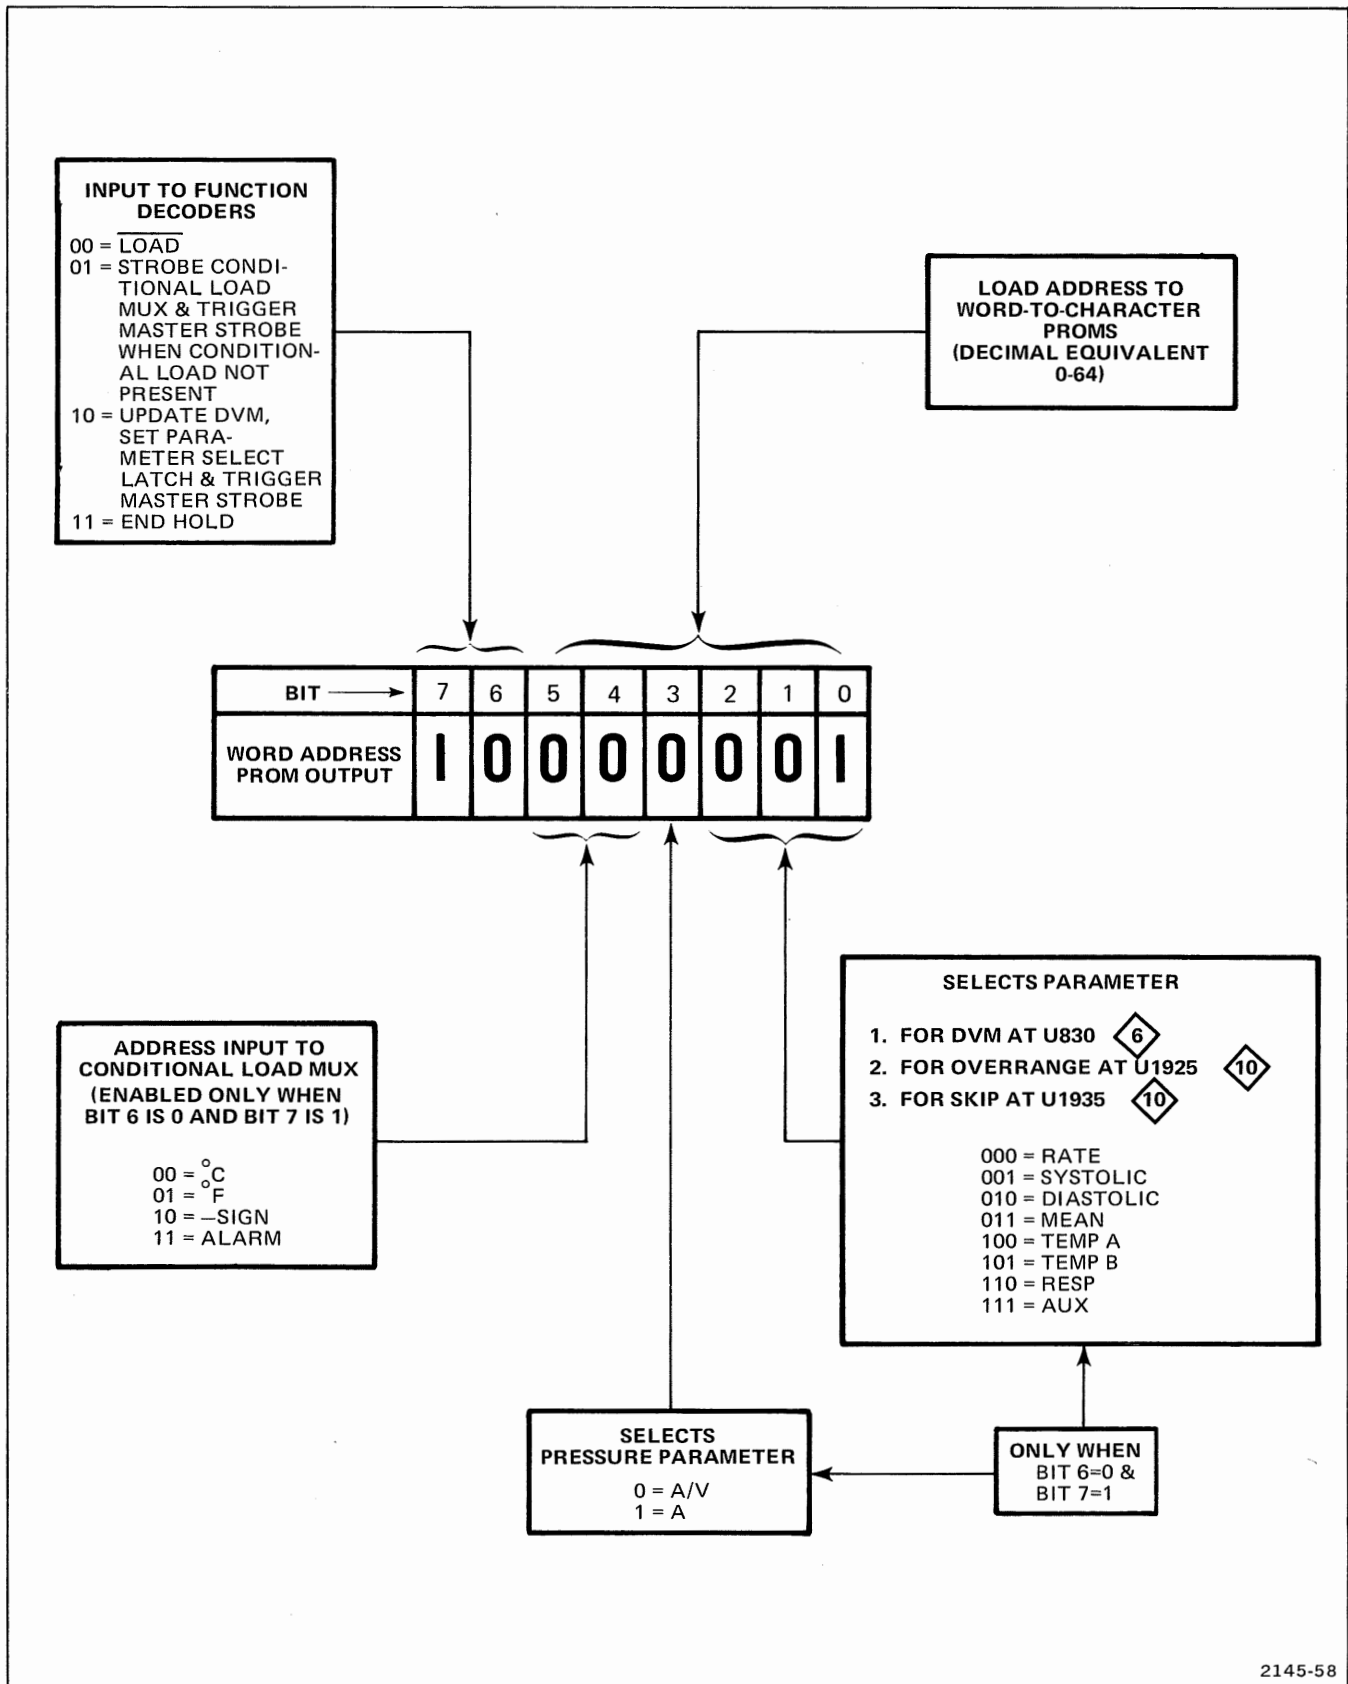 INPUT TO FUNCTION
DECODERS
00 = LOAD
01 = STROBE CONDI-
TIONAL LOAD
MUX & TRIGGER
MASTER STROBE
WHEN CONDITION-
AL LOAD NOT
PRESENT
10 = UPDATE DVM,
SET PARA-
METER SELECT
LATCH & TRIGGER
MASTER STROBE
11 = END HOLD
LOAD ADDRESS TO
WORD-TO-CHARACTER
PROMS
(DECIMAL EQUIVALENT
0-64)
BIT 7 6 5 4 3 2 1 0
WORD ADDRESS
PROM OUTPUT
1 0 0 0 0 0 0 1
ADDRESS INPUT TO
CONDITIONAL LOAD MUX
(ENABLED ONLY WHEN
BIT 6 IS 0 AND BIT 7 IS 1)
00 = °C
01 = °F
10 = –SIGN
11 = ALARM
SELECTS PARAMETER
1. FOR DVM AT U830 6
2. FOR OVERRANGE AT U1925 10
3. FOR SKIP AT U1935 10
000 = RATE
001 = SYSTOLIC
010 = DIASTOLIC
011 = MEAN
100 = TEMP A
101 = TEMP B
110 = RESP
111 = AUX
SELECTS
PRESSURE PARAMETER
0 = A/V
1 = A
ONLY WHEN
BIT 6=0 &
BIT 7=1
2145-58